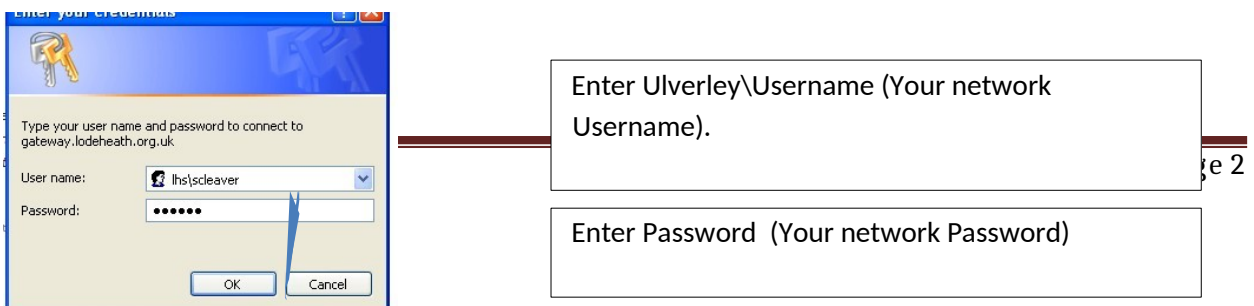 Enter your credentials
Type your user name and password to connect to
gateway.lodeheath.org.uk
User name:
lhs\scleaver
Password:
••••••
OK
Cancel
Enter Ulverley\Username (Your network
Username).
Enter Password (Your network Password)
e 2